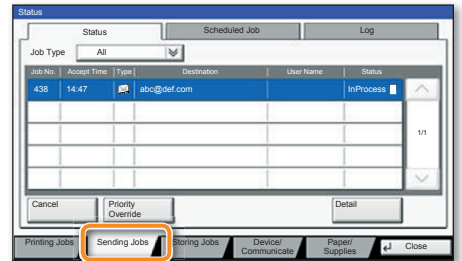 Status
Status Scheduled Job Log
Job Type All
Job No. Accept Time Type Destination User Name Status
438 14:47 abc@def.com InProcess
1/1
Cancel Priority Override Detail
Printing Jobs Sending Jobs Storing Jobs Device/ Communicate Paper/ Supplies Close